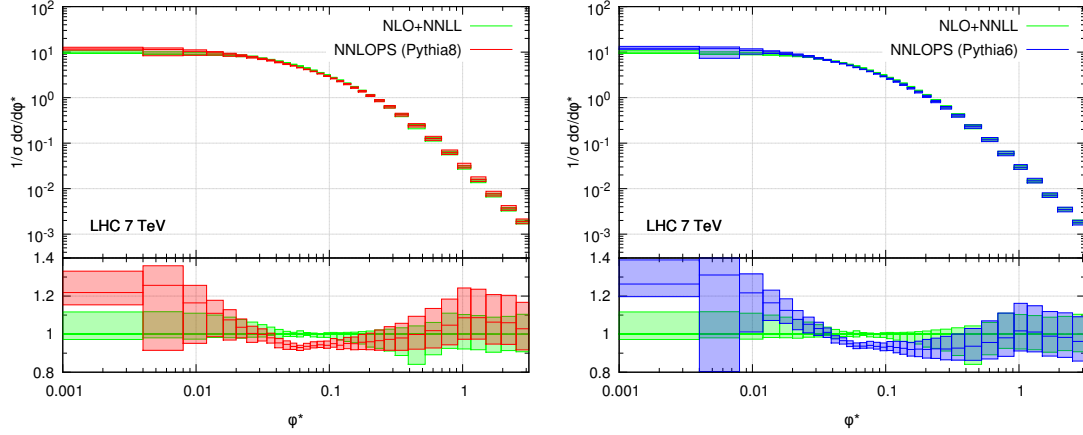 NLO+NNLL
NNLOPS (Pythia8)
1/σ dσ/dφ*
10²
10¹
10⁰
10⁻¹
10⁻²
10⁻³
LHC 7 TeV
1.4
1.2
1
0.8
0.001 0.01 0.1 1
φ*
NLO+NNLL
NNLOPS (Pythia6)
1/σ dσ/dφ*
10²
10¹
10⁰
10⁻¹
10⁻²
10⁻³
LHC 7 TeV
1.4
1.2
1
0.8
0.001 0.01 0.1 1
φ*